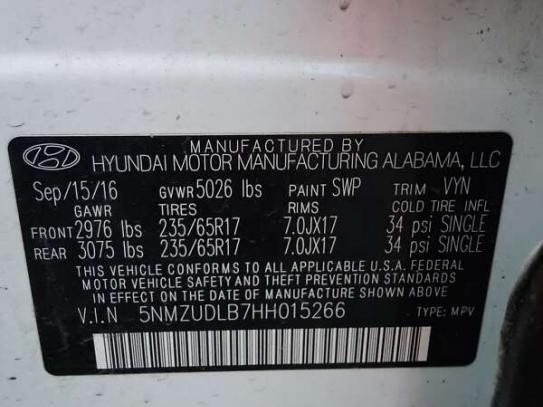 MANUFACTURED BY
HYUNDAI MOTOR MANUFACTURING ALABAMA, LLC
Sep/15/16 GVWR 5026 lbs PAINT SWP TRIM VYN
GAWR TIRES RIMS COLD TIRE INFL
FRONT 2976 lbs 235/65R17 7.0JX17 34 psi SINGLE
REAR 3075 lbs 235/65R17 7.0JX17 34 psi SINGLE
THIS VEHICLE CONFORMS TO ALL APPLICABLE U.S.A. FEDERAL
MOTOR VEHICLE SAFETY AND THEFT PREVENTION STANDARDS
IN EFFECT ON THE DATE OF MANUFACTURE SHOWN ABOVE.
V.I.N 5NMZUDLB7HH015266 TYPE: MPV